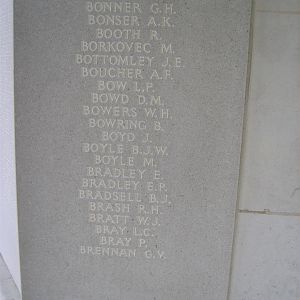 BONNER G.H.
BONSER A.K.
BOOTH R.
BORKOVEC M.
BOTTOMLEY J.E.
BOUCHER A.F.
BOW L.P.
BOWD D.M.
BOWERS W.H.
BOWRING B.
BOYD J.
BOYLE B.J.W.
BOYLE M.
BRADLEY E.
BRADLEY E.P.
BRADSELL B.J.
BRASH R.H.
BRATT W.J.
BRAY L.C.
BRAY P.
BRENNAN G.V.